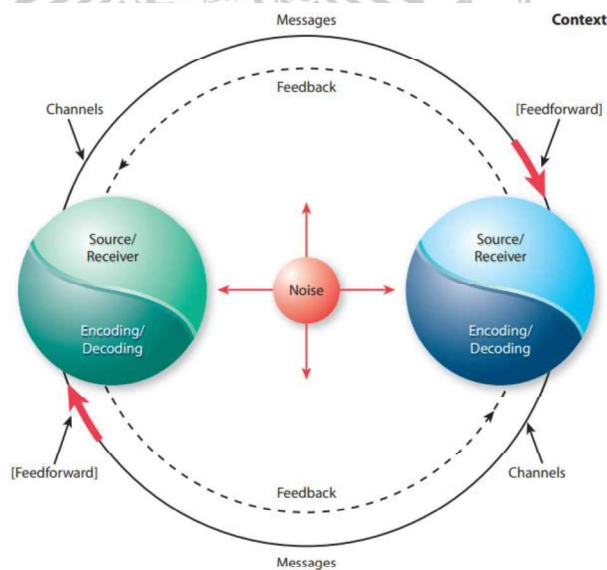 Messages
Context
Feedback
Channels
[Feedforward]
Source/
Receiver
Encoding/
Decoding
Noise
Source/
Receiver
Encoding/
Decoding
[Feedforward]
Channels
Feedback
Messages